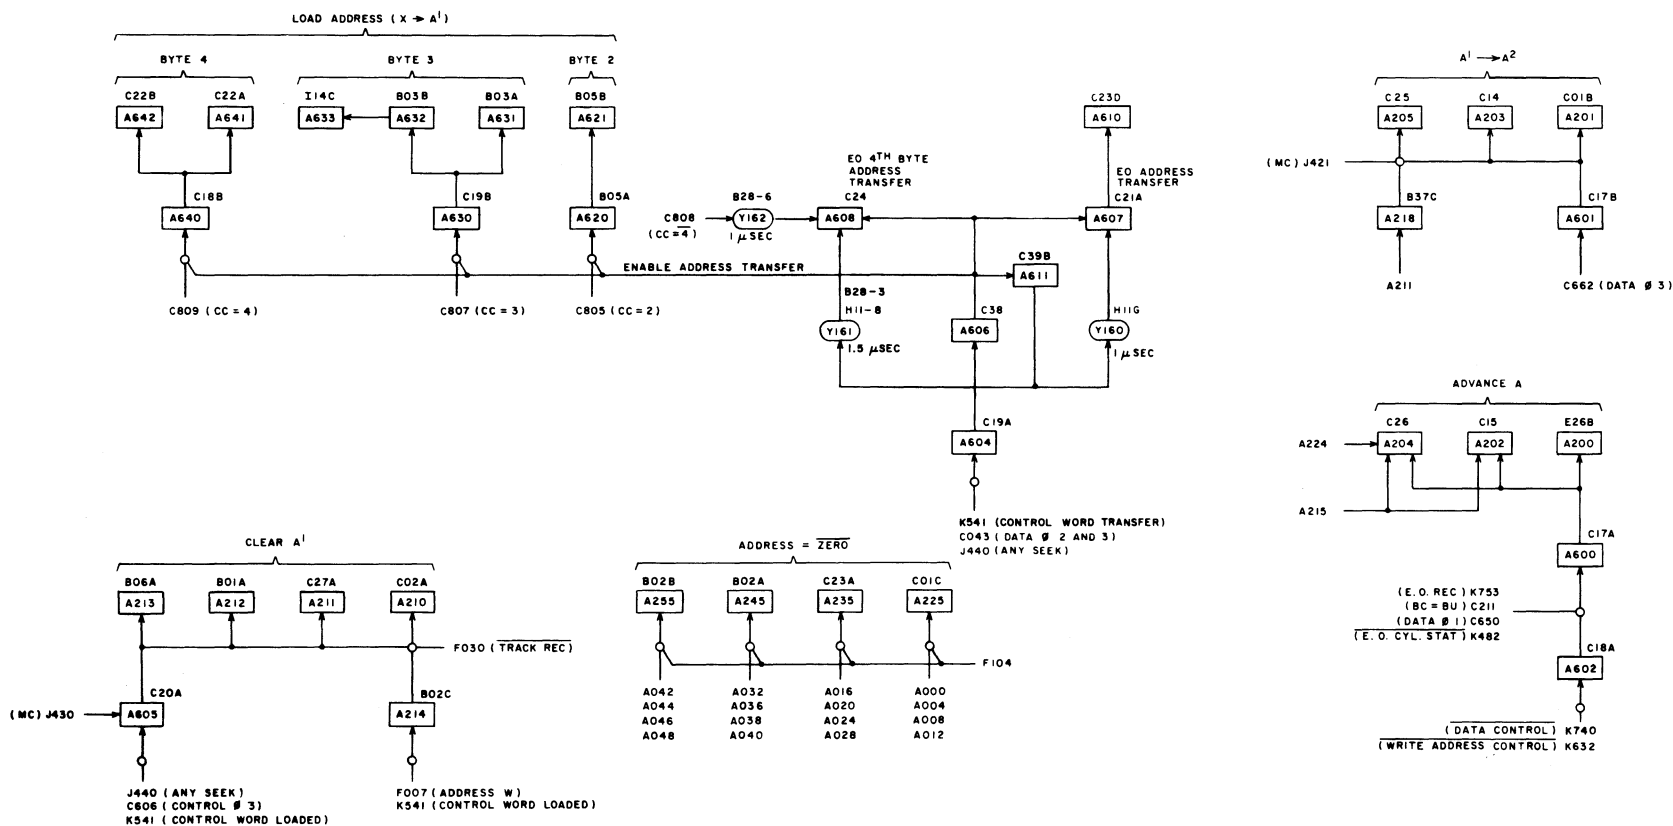 LOAD ADDRESS (X → A¹)
BYTE 4
BYTE 3
BYTE 2
C22B
C22A
I14C
B03B
B03A
B05B
A642
A641
A633
A632
A631
A621
C18B
C19B
B05A
A640
A630
A620
ENABLE ADDRESS TRANSFER
C809 (CC = 4)
C807 (CC = 3)
C805 (CC = 2)
C23D
A610
EO 4TH BYTE
ADDRESS
TRANSFER
C24
EO ADDRESS
TRANSFER
C21A
B28-6
C808
(CC = 4̅)
Y162
1 μSEC
A608
A607
C39B
A611
B28-3
H11-8
Y161
1.5 μSEC
C38
A606
H11G
Y160
1 μSEC
C19A
A604
K541 (CONTROL WORD TRANSFER)
C043 (DATA Ø 2 AND 3)
J440 (ANY SEEK)
A¹ → A²
C25
C14
C01B
A205
A203
A201
(MC) J421
B37C
C17B
A218
A601
A211
C662 (DATA Ø 3)
ADVANCE A
C26
C15
E26B
A224
A204
A202
A200
A215
C17A
A600
(E.O. REC) K753
(BC = BU) C211
(DATA Ø 1) C650
(E.O. CYL. STAT) K482
C18A
A602
(DATA CONTROL) K740
(WRITE ADDRESS CONTROL) K632
CLEAR A¹
B06A
B01A
C27A
C02A
A213
A212
A211
A210
F030 (TRACK REC)
C20A
B02C
(MC) J430
A605
A214
J440 (ANY SEEK)
C606 (CONTROL Ø 3)
K541 (CONTROL WORD LOADED)
F007 (ADDRESS W)
K541 (CONTROL WORD LOADED)
ADDRESS = ZERO
B02B
B02A
C23A
C01C
A255
A245
A235
A225
F104
A042
A044
A046
A048
A032
A036
A038
A040
A016
A020
A024
A028
A000
A004
A008
A012